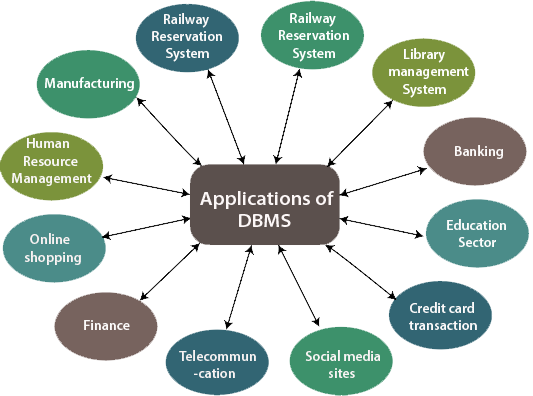 Railway
Reservation
System
Railway
Reservation
System
Library
management
System
Manufacturing
Human
Resource
Management
Banking
Applications of
DBMS
Online
shopping
Education
Sector
Finance
Credit card
transaction
Telecommun
-cation
Social media
sites